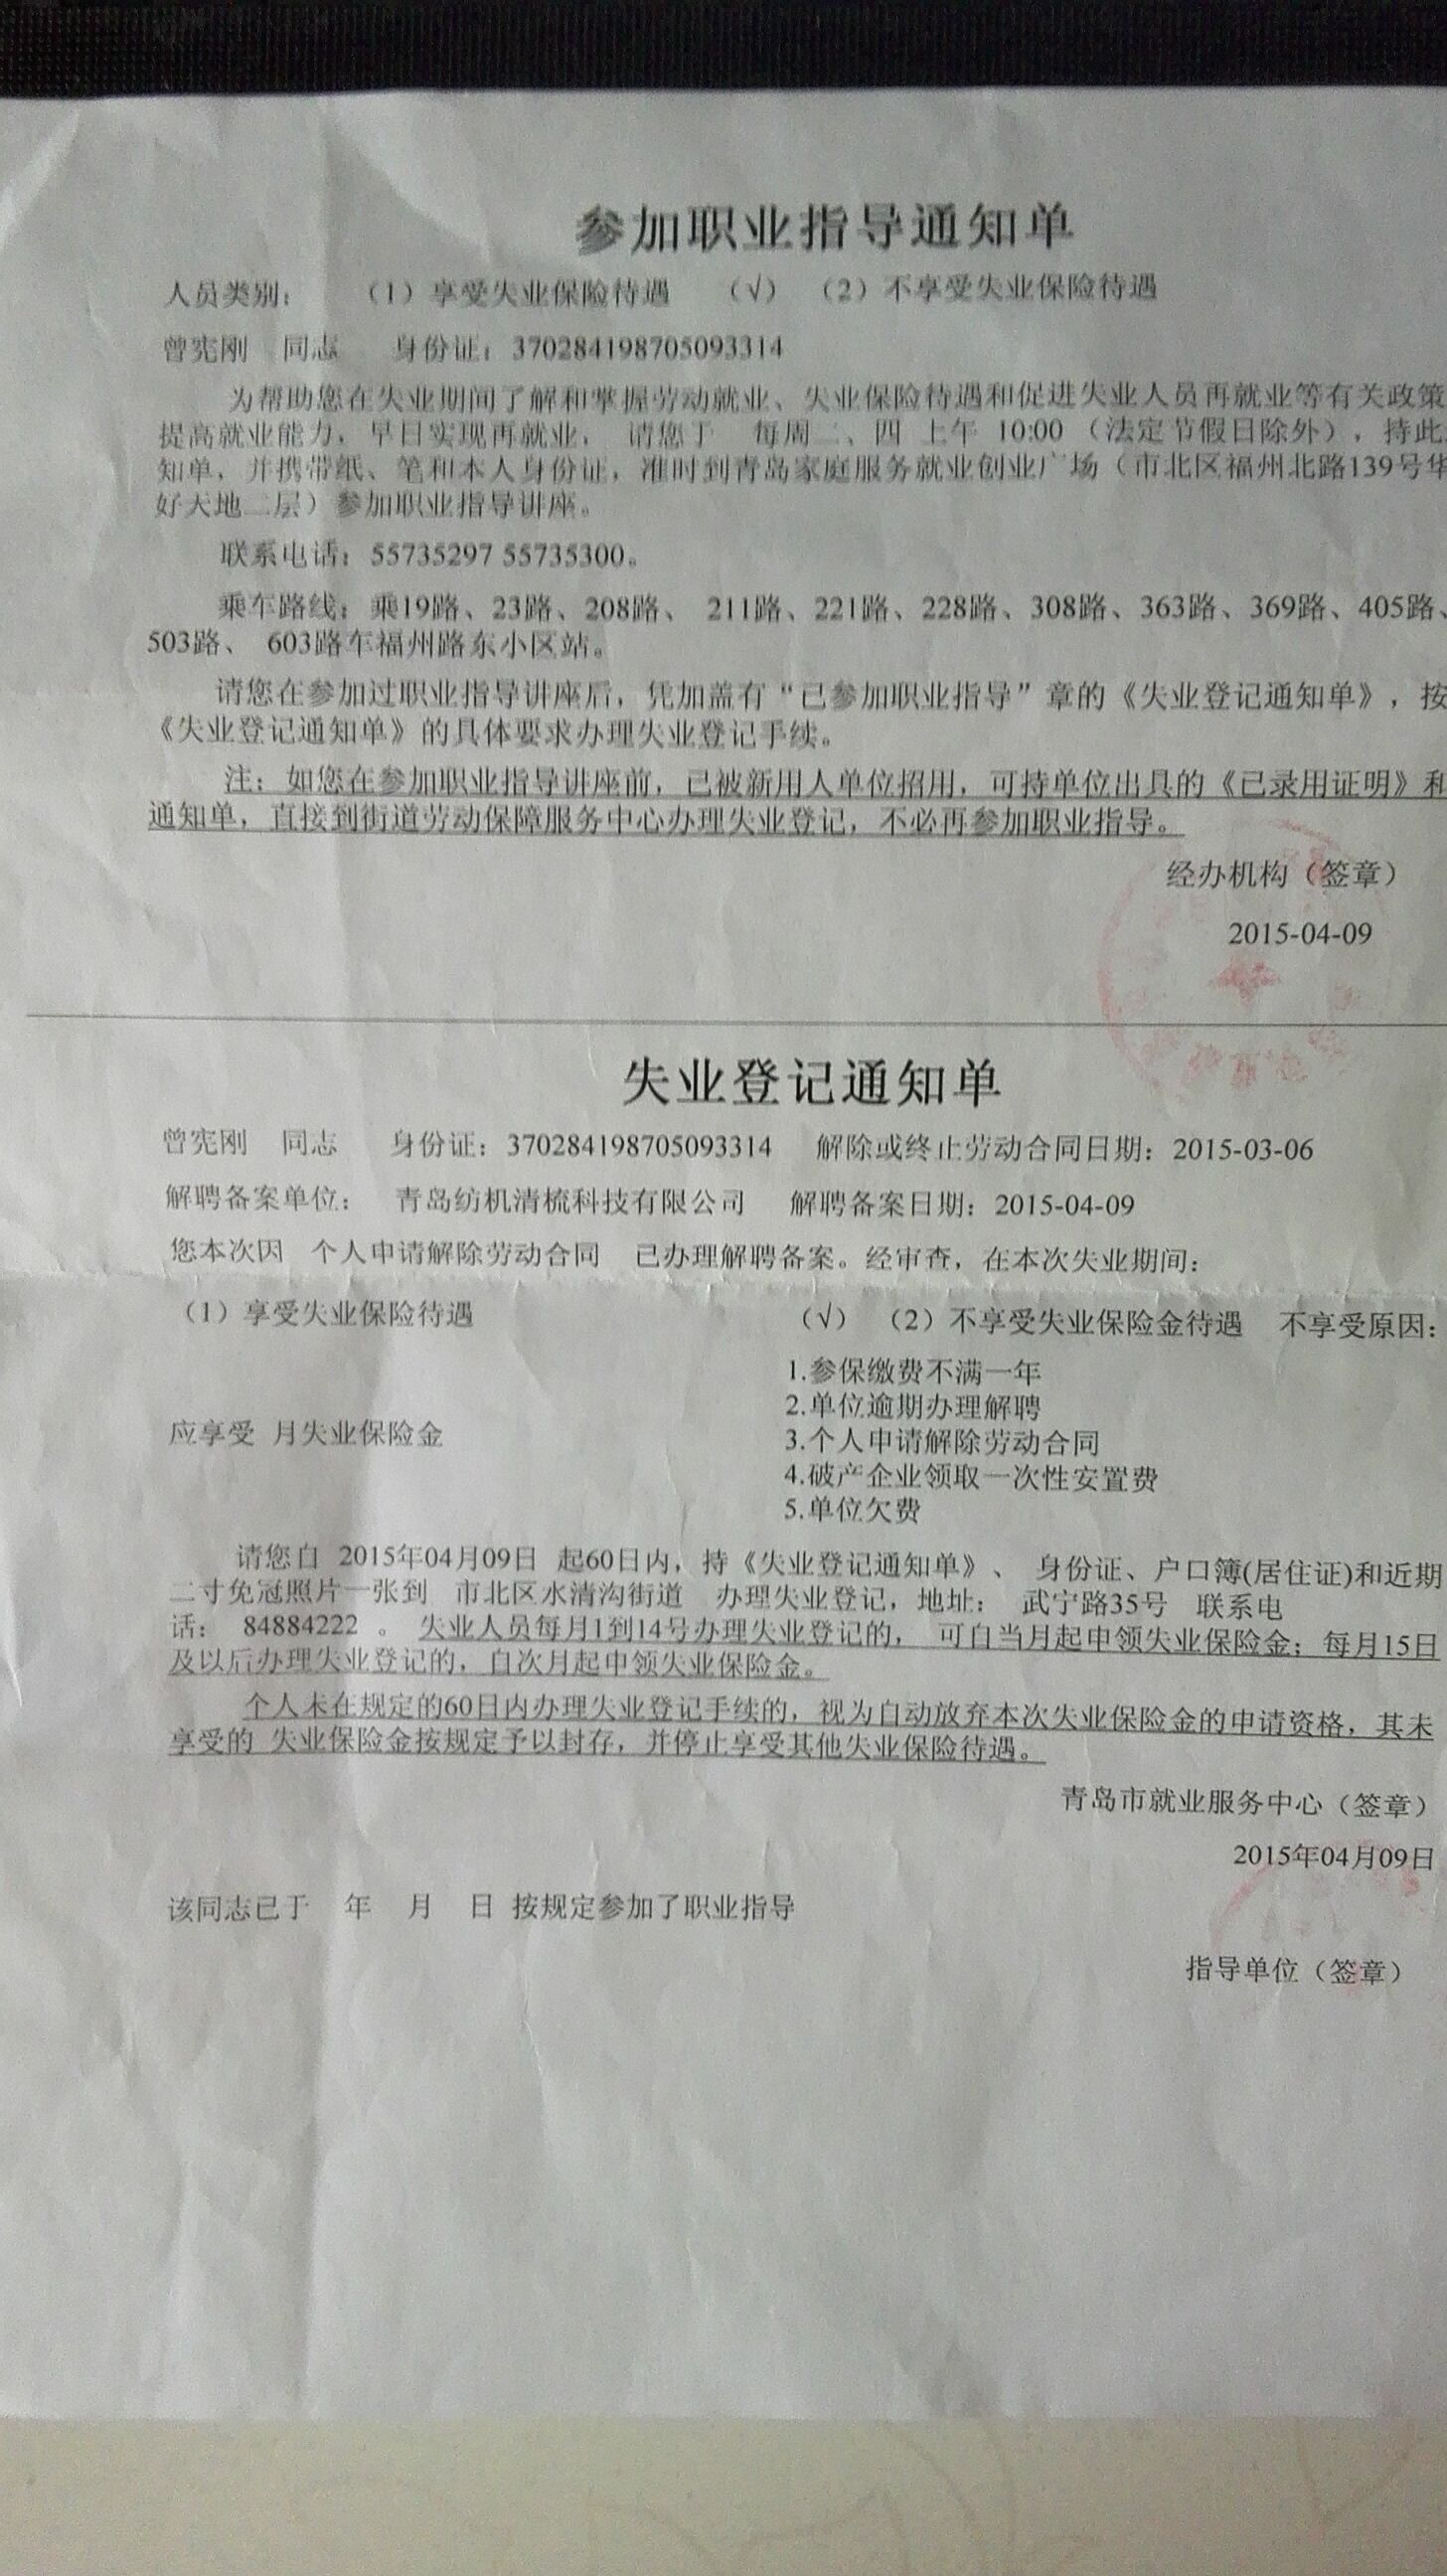 参加职业指导通知单
人员类别： （1）享受失业保险待遇 （√） （2）不享受失业保险待遇
曾宪刚 同志 身份证：370284198705093314
为帮助您在失业期间了解和掌握劳动就业、失业保险待遇和促进失业人员再就业等有关政策
提高就业能力，早日实现再就业， 请您于 每周二、四 上午 10:00 （法定节假日除外），持此
知单，并携带纸、笔和本人身份证，准时到青岛家庭服务就业创业广场（市北区福州北路139号华
好天地二层）参加职业指导讲座。
联系电话：55735297 55735300。
乘车路线：乘19路、23路、208路、 211路、221路、228路、308路、363路、369路、405路、
503路、 603路车福州路东小区站。
请您在参加过职业指导讲座后，凭加盖有“已参加职业指导”章的《失业登记通知单》，按
《失业登记通知单》的具体要求办理失业登记手续。
注：如您在参加职业指导讲座前，已被新用人单位招用，可持单位出具的《已录用证明》和
通知单，直接到街道劳动保障服务中心办理失业登记，不必再参加职业指导。
经办机构（签章）
2015-04-09
失业登记通知单
曾宪刚 同志 身份证：370284198705093314 解除或终止劳动合同日期：2015-03-06
解聘备案单位： 青岛纺机清梳科技有限公司 解聘备案日期：2015-04-09
您本次因 个人申请解除劳动合同 已办理解聘备案。经审查，在本次失业期间：
（1）享受失业保险待遇 （√） （2）不享受失业保险金待遇 不享受原因：
1.参保缴费不满一年
2.单位逾期办理解聘
应享受 月失业保险金
3.个人申请解除劳动合同
4.破产企业领取一次性安置费
5.单位欠费
请您自 2015年04月09日 起60日内，持《失业登记通知单》、 身份证、户口簿(居住证)和近期
二寸免冠照片一张到 市北区水清沟街道 办理失业登记，地址： 武宁路35号 联系电
话： 84884222 。 失业人员每月1到14号办理失业登记的， 可自当月起申领失业保险金；每月15日
及以后办理失业登记的，自次月起申领失业保险金。
个人未在规定的60日内办理失业登记手续的，视为自动放弃本次失业保险金的申请资格，其未
享受的 失业保险金按规定予以封存，并停止享受其他失业保险待遇。
青岛市就业服务中心（签章）
2015年04月09日
该同志已于 年 月 日 按规定参加了职业指导
指导单位（签章）